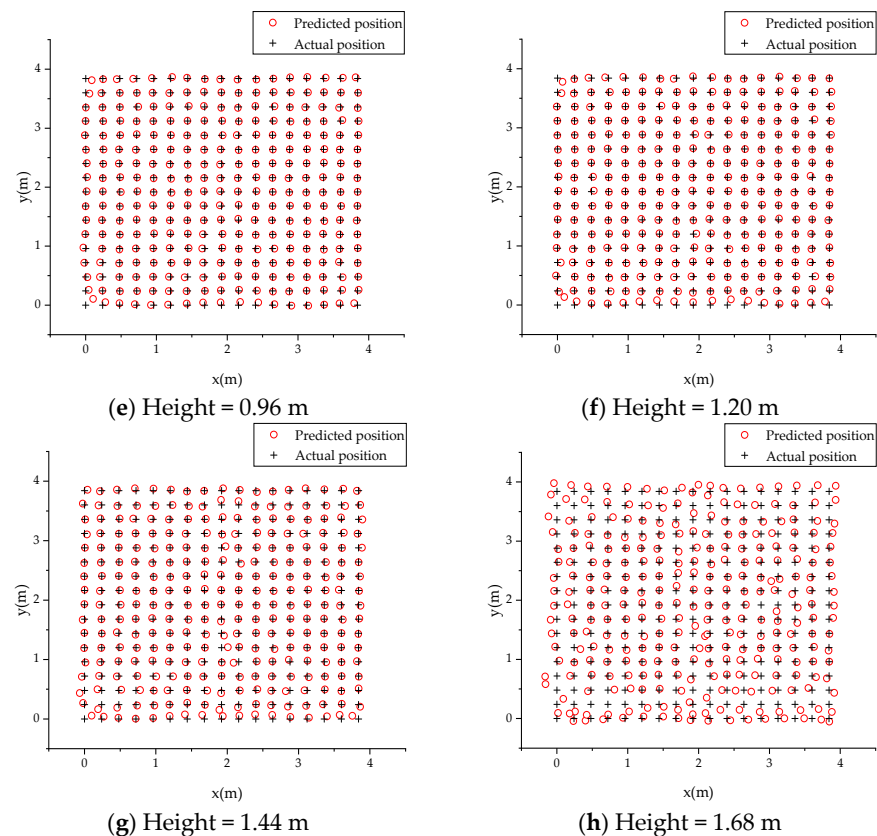 Predicted position
Actual position
4
3
2
1
0
y(m)
0 1 2 3 4
x(m)
(e) Height = 0.96 m
Predicted position
Actual position
4
3
2
1
0
y(m)
0 1 2 3 4
x(m)
(f) Height = 1.20 m
Predicted position
Actual position
4
3
2
1
0
y(m)
0 1 2 3 4
x(m)
(g) Height = 1.44 m
Predicted position
Actual position
4
3
2
1
0
y(m)
0 1 2 3 4
x(m)
(h) Height = 1.68 m